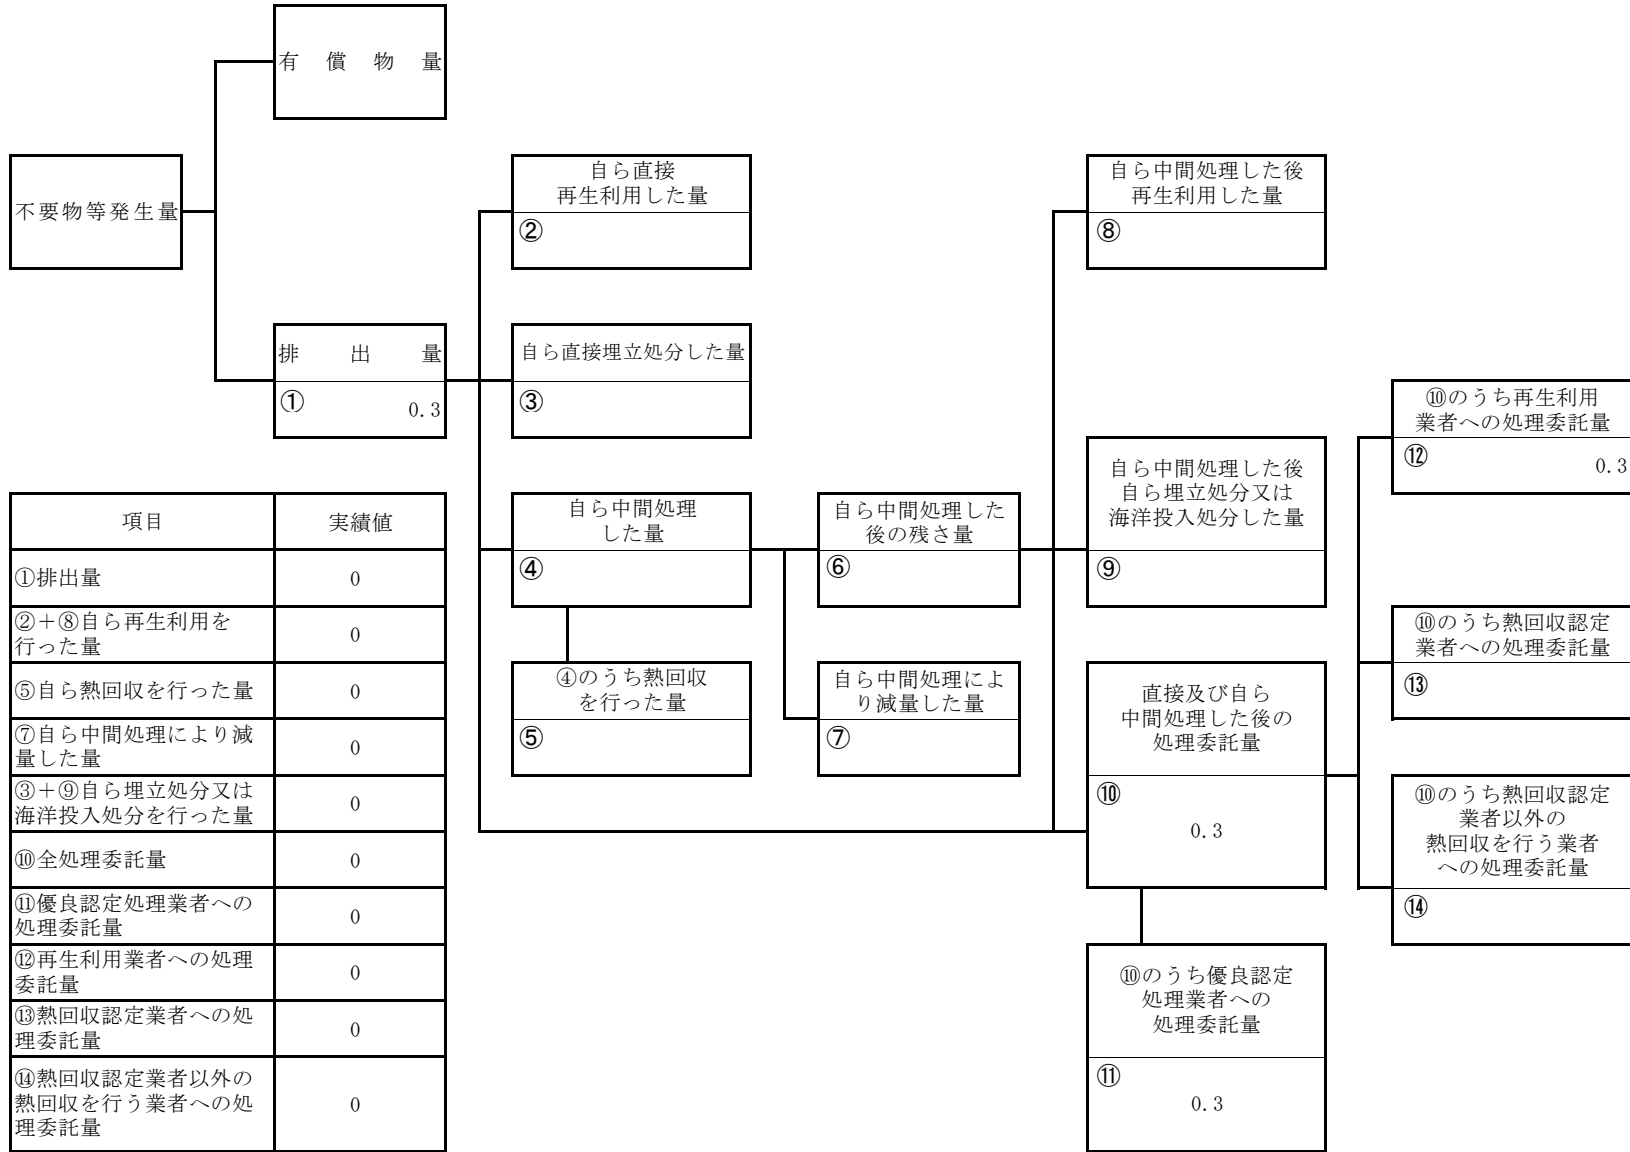 有償物量
不要物等発生量
自ら直接
再生利用した量
②
自ら中間処理した後
再生利用した量
⑧
排出量
① 0.3
自ら直接埋立処分した量
③
⑩のうち再生利用
業者への処理委託量
⑫ 0.3
自ら中間処理
した量
④
自ら中間処理した
後の残さ量
⑥
自ら中間処理した後
自ら埋立処分又は
海洋投入処分した量
⑨
⑩のうち熱回収認定
業者への処理委託量
⑬
④のうち熱回収
を行った量
⑤
自ら中間処理によ
り減量した量
⑦
直接及び自ら
中間処理した後の
処理委託量
⑩
0.3
⑩のうち熱回収認定
業者以外の
熱回収を行う業者
への処理委託量
⑭
⑩のうち優良認定
処理業者への
処理委託量
⑪
0.3
項目 実績値
①排出量 0
②＋⑧自ら再生利用を
行った量 0
⑤自ら熱回収を行った量 0
⑦自ら中間処理により減
量した量 0
③＋⑨自ら埋立処分又は
海洋投入処分を行った量 0
⑩全処理委託量 0
⑪優良認定処理業者への
処理委託量 0
⑫再生利用業者への処理
委託量 0
⑬熱回収認定業者への処
理委託量 0
⑭熱回収認定業者以外の
熱回収を行う業者への処
理委託量 0